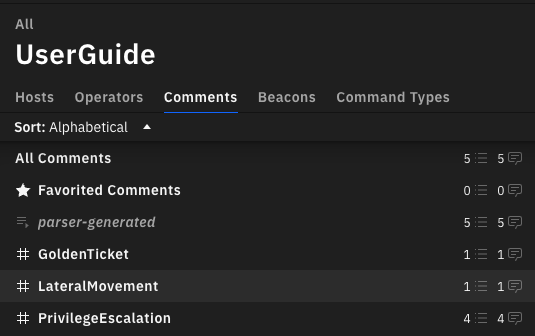 All
UserGuide
Hosts Operators Comments Beacons Command Types
Sort: Alphabetical
All Comments 5 5
Favorited Comments 0 0
parser-generated 5 5
GoldenTicket 1 1
LateralMovement 1 1
PrivilegeEscalation 4 4